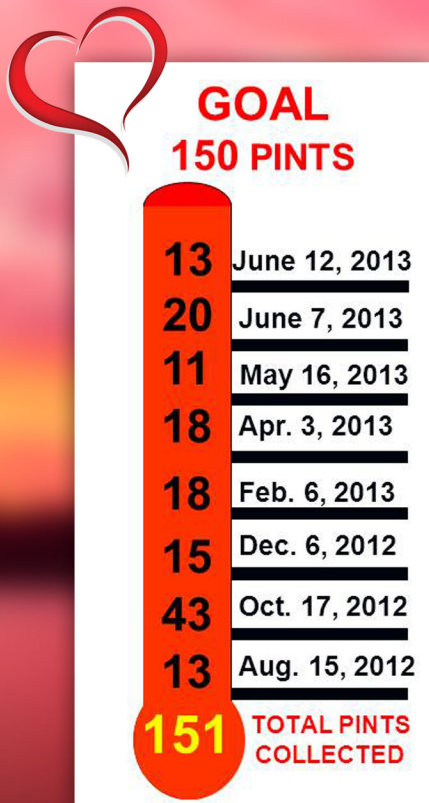 GOAL
150 PINTS
13 June 12, 2013
20 June 7, 2013
11 May 16, 2013
18 Apr. 3, 2013
18 Feb. 6, 2013
15 Dec. 6, 2012
43 Oct. 17, 2012
13 Aug. 15, 2012
151 TOTAL PINTS
COLLECTED